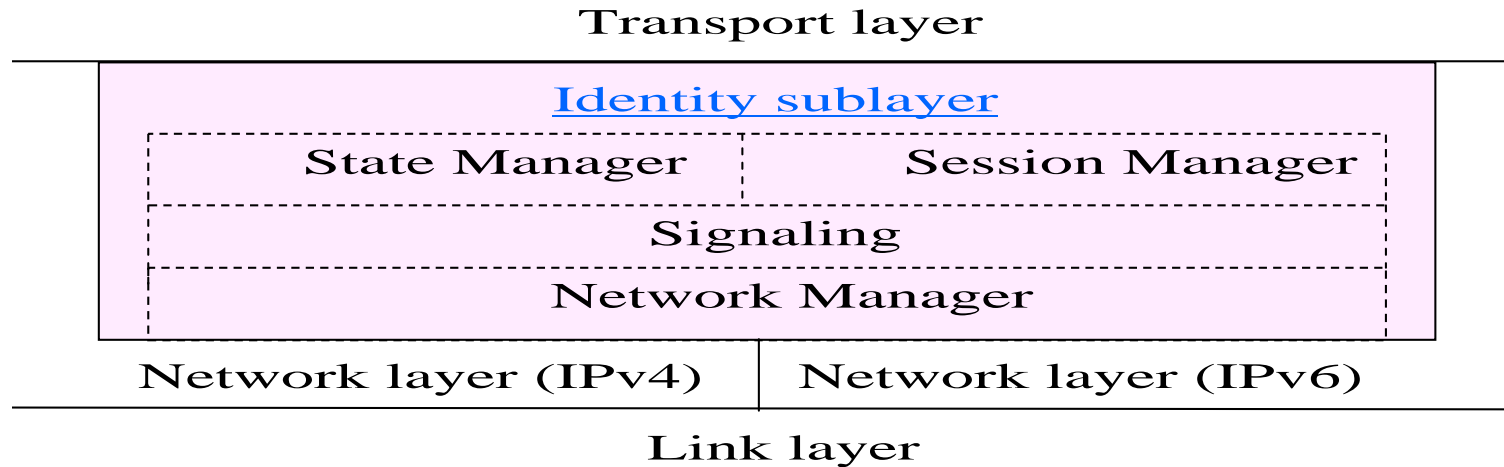 Transport layer
Identity sublayer
State Manager Session Manager
Signaling
Network Manager
Network layer (IPv4) Network layer (IPv6)
Link layer